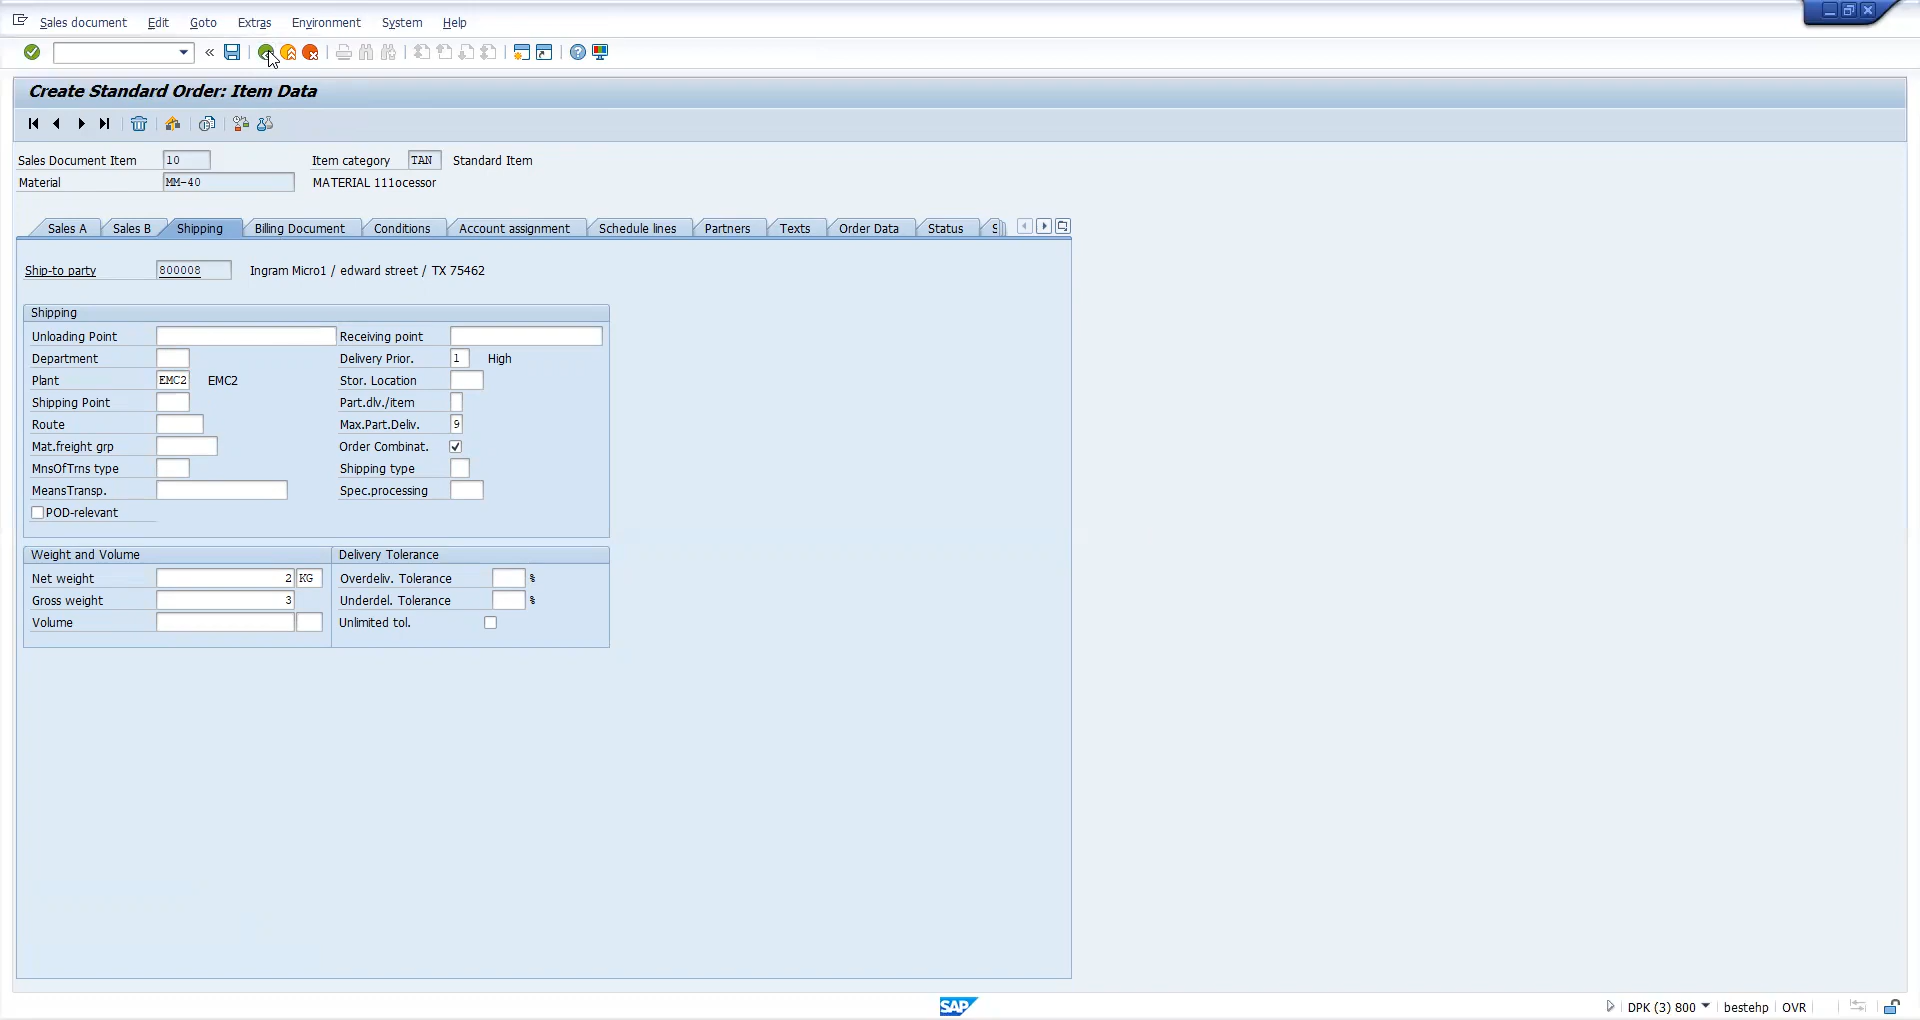 Sales document Edit Goto Extras Environment System Help
Create Standard Order: Item Data
Sales Document Item 10 Item category TAN Standard Item
Material MM-40 MATERIAL 111ocessor
Sales A Sales B Shipping Billing Document Conditions Account assignment Schedule lines Partners Texts Order Data Status S
Ship-to party 800008 Ingram Micro1 / edward street / TX 75462
Shipping
Unloading Point Receiving point
Department Delivery Prior. 1 High
Plant EMC2 EMC2 Stor. Location
Shipping Point Part.dlv./item
Route Max.Part.Deliv. 9
Mat.freight grp Order Combinat.
MnsOfTrns type Shipping type
MeansTransp. Spec.processing
POD-relevant
Weight and Volume Delivery Tolerance
Net weight 2 KG Overdeliv. Tolerance %
Gross weight 3 Underdel. Tolerance %
Volume Unlimited tol.
SAP DPK (3) 800 bestehp OVR